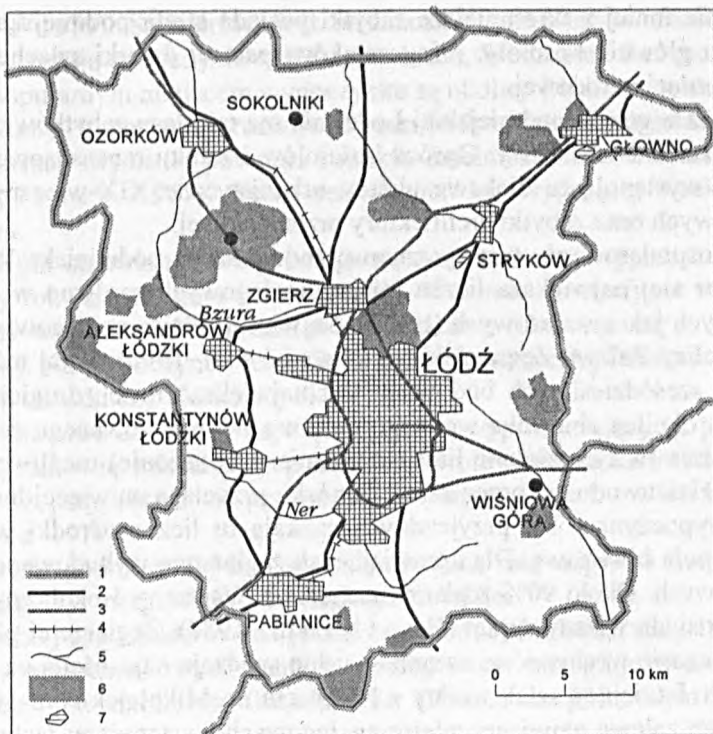 SOKOLNIKI
OZORKÓW
GŁOWNO
STRYKÓW
ZGIERZ
Bzura
ALEKSANDRÓW
ŁÓDZKI
ŁÓDŹ
KONSTANTYNÓW
ŁÓDZKI
Ner
WIŚNIOWA
GÓRA
PABIANICE
1
2
3
4
5
6
7
0 5 10 km